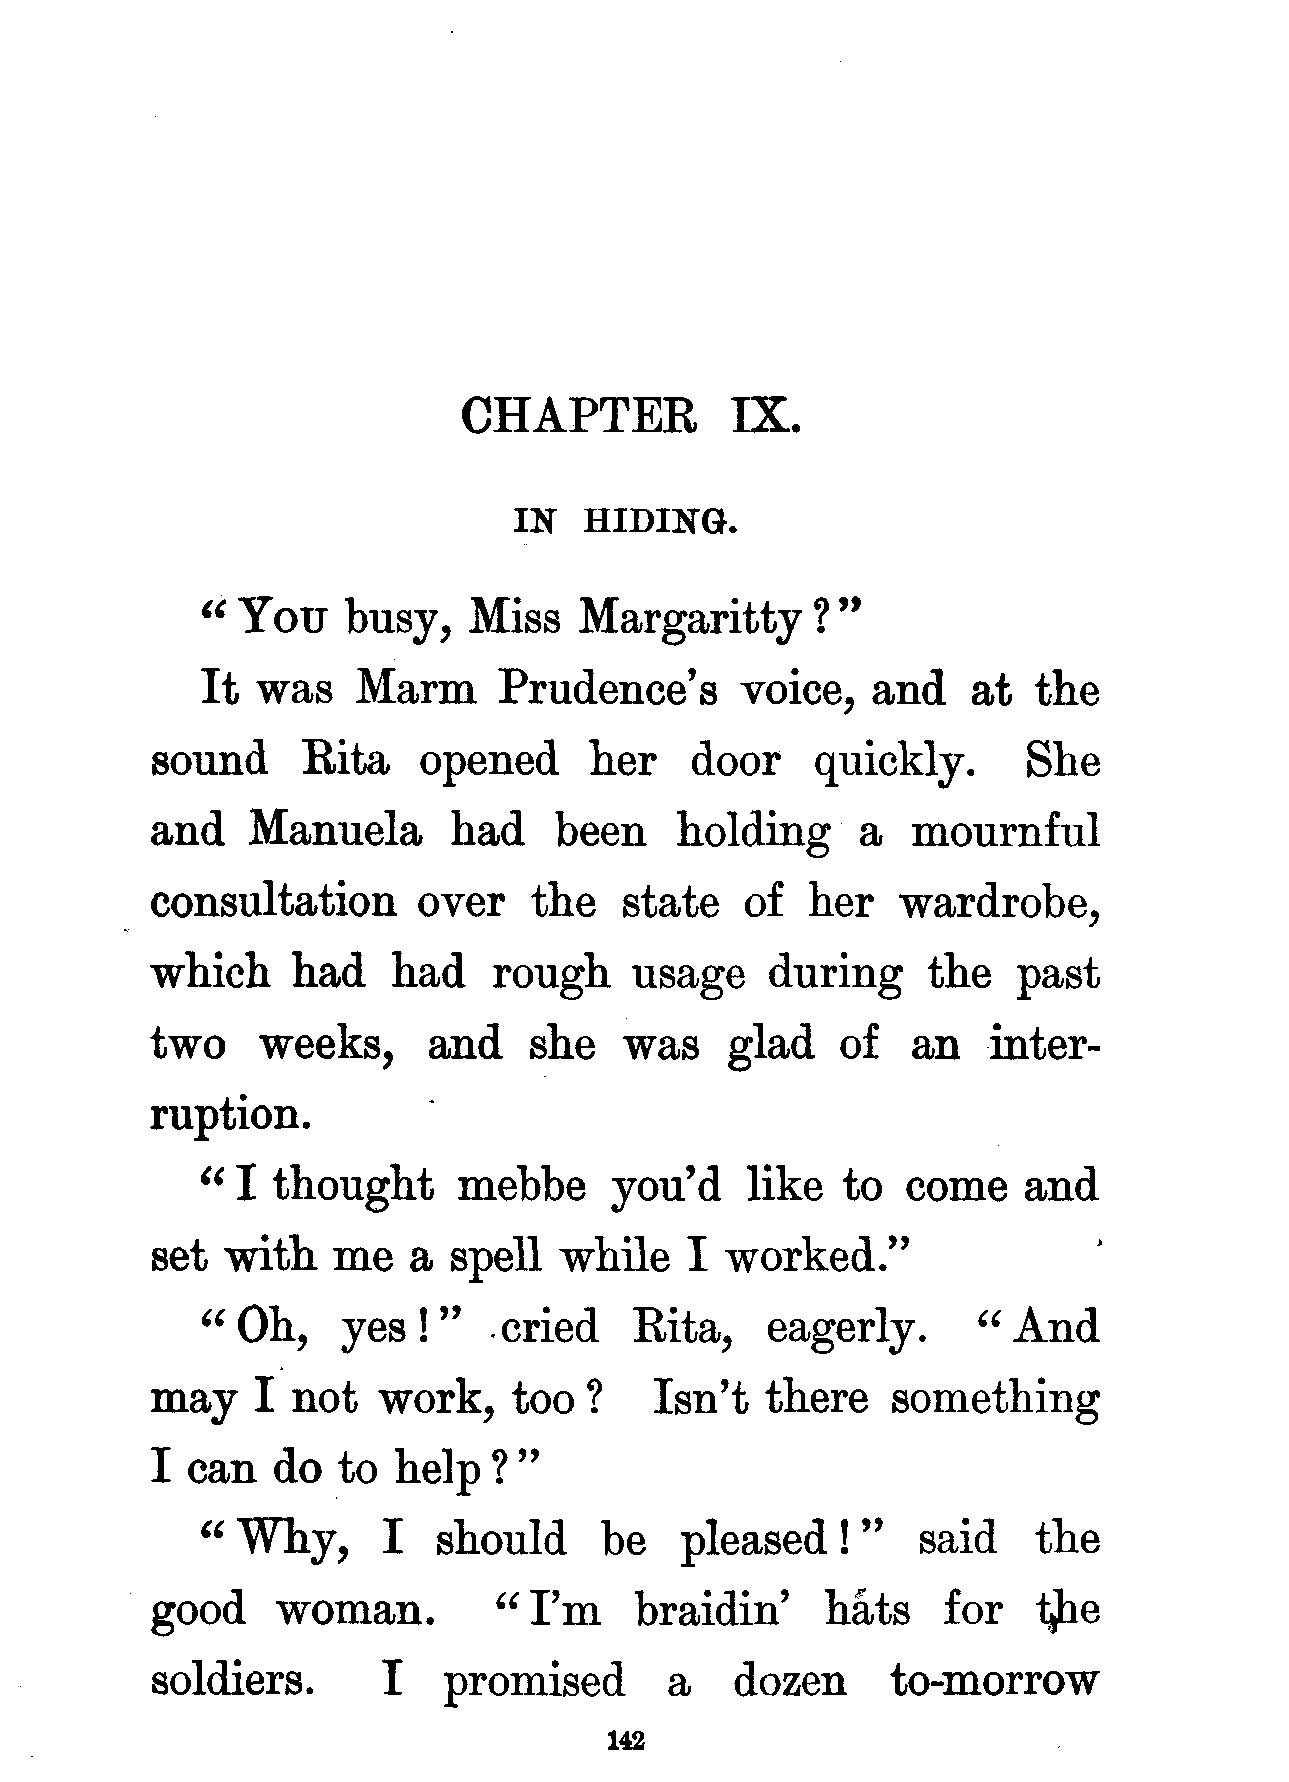 CHAPTER IX.
IN HIDING.
“You busy, Miss Margaritty?”
It was Marm Prudence’s voice, and at the
sound Rita opened her door quickly. She
and Manuela had been holding a mournful
consultation over the state of her wardrobe,
which had had rough usage during the past
two weeks, and she was glad of an inter-
ruption.
“I thought mebbe you’d like to come and
set with me a spell while I worked.”
“Oh, yes!” cried Rita, eagerly. “And
may I not work, too? Isn’t there something
I can do to help?”
“Why, I should be pleased!” said the
good woman. “I’m braidin’ hats for the
soldiers. I promised a dozen to-morrow
142